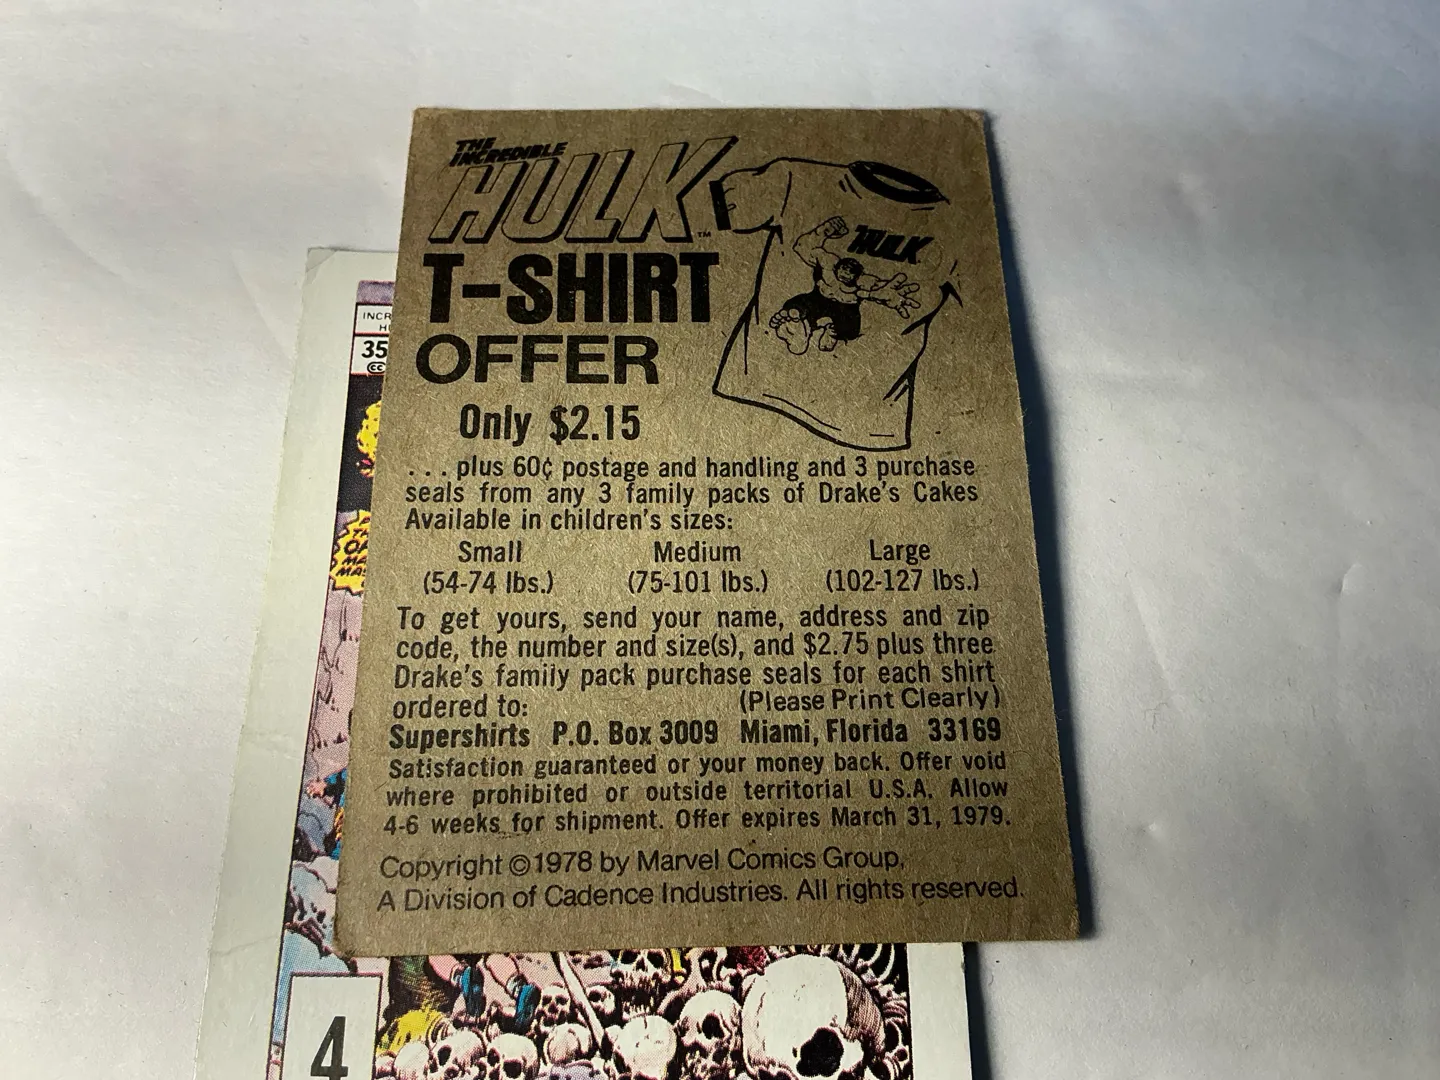 THE
INCREDIBLE
HULK™
T-SHIRT
OFFER
THE
HULK
Only $2.15
. . . plus 60¢ postage and handling and 3 purchase
seals from any 3 family packs of Drake's Cakes
Available in children's sizes:
Small Medium Large
(54-74 lbs.) (75-101 lbs.) (102-127 lbs.)
To get yours, send your name, address and zip
code, the number and size(s), and $2.75 plus three
Drake's family pack purchase seals for each shirt
ordered to: (Please Print Clearly)
Supershirts P.O. Box 3009 Miami, Florida 33169
Satisfaction guaranteed or your money back. Offer void
where prohibited or outside territorial U.S.A. Allow
4-6 weeks for shipment. Offer expires March 31, 1979.
Copyright ©1978 by Marvel Comics Group,
A Division of Cadence Industries. All rights reserved.
35
CC
4